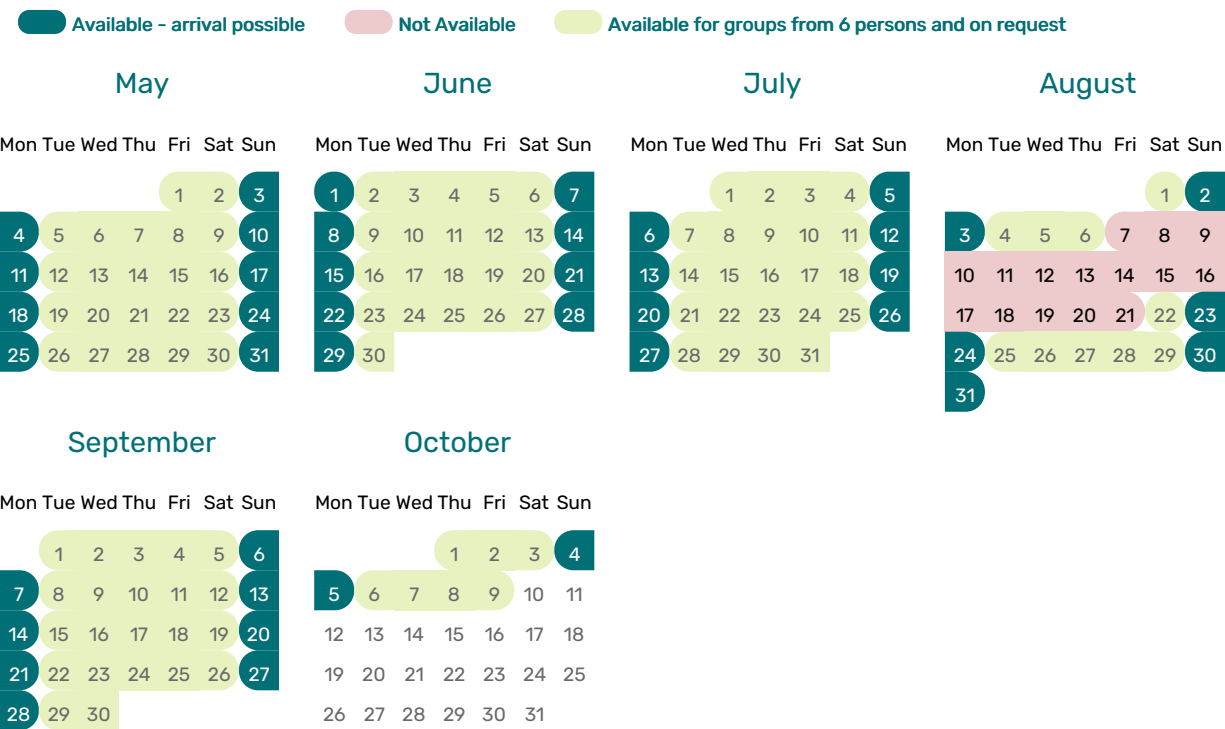 Available - arrival possible Not Available Available for groups from 6 persons and on request
May June July August
Mon Tue Wed Thu Fri Sat Sun Mon Tue Wed Thu Fri Sat Sun Mon Tue Wed Thu Fri Sat Sun Mon Tue Wed Thu Fri Sat Sun
1 2 3 1 2 3 4 5 6 7 1 2 3 4 5 1 2
4 5 6 7 8 9 10 8 9 10 11 12 13 14 6 7 8 9 10 11 12 3 4 5 6 7 8 9
11 12 13 14 15 16 17 15 16 17 18 19 20 21 13 14 15 16 17 18 19 10 11 12 13 14 15 16
18 19 20 21 22 23 24 22 23 24 25 26 27 28 20 21 22 23 24 25 26 17 18 19 20 21 22 23
25 26 27 28 29 30 31 29 30 27 28 29 30 31 24 25 26 27 28 29 30
31
September October
Mon Tue Wed Thu Fri Sat Sun Mon Tue Wed Thu Fri Sat Sun
1 2 3 4 5 6 1 2 3 4
7 8 9 10 11 12 13 5 6 7 8 9 10 11
14 15 16 17 18 19 20 12 13 14 15 16 17 18
21 22 23 24 25 26 27 19 20 21 22 23 24 25
28 29 30 26 27 28 29 30 31